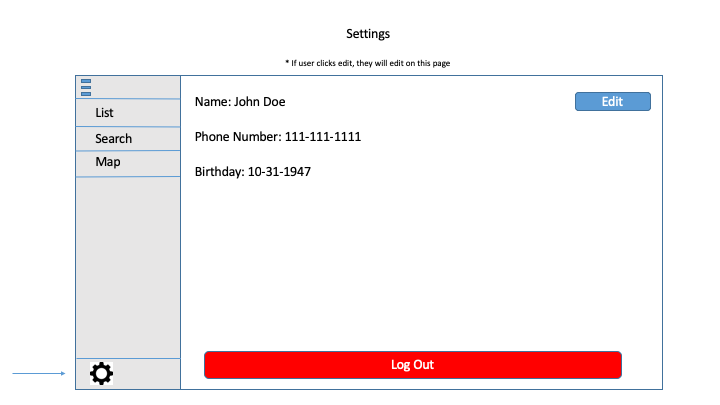 Settings
* If user clicks edit, they will edit on this page
List
Search
Map
Name: John Doe
Edit
Phone Number: 111-111-1111
Birthday: 10-31-1947
Log Out